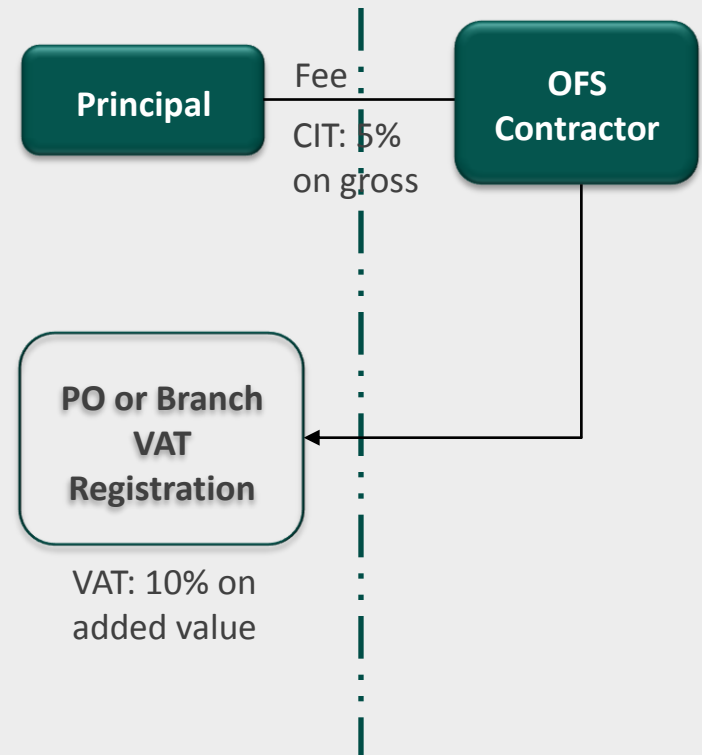 Principal
Fee
CIT: 5%
on gross
OFS
Contractor
PO or Branch
VAT
Registration
VAT: 10% on
added value